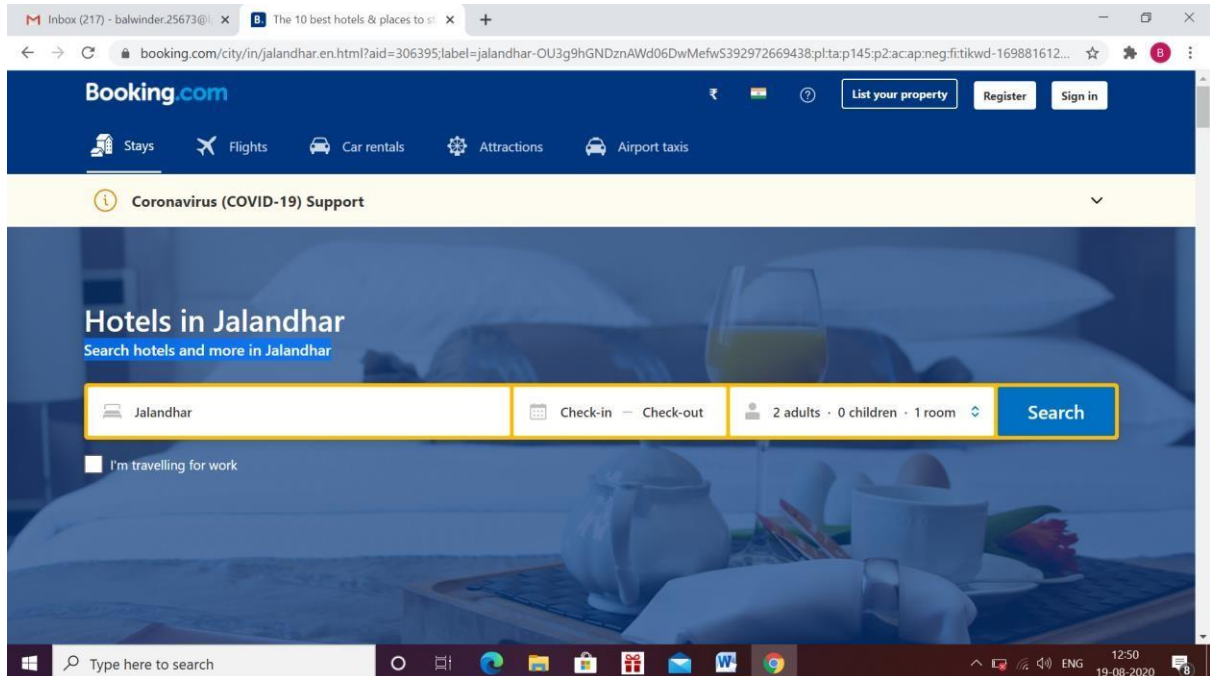 Inbox (217) - balwinder.25673@l
The 10 best hotels & places to st
booking.com/city/in/jalandhar.en.html?aid=306395;label=jalandhar-OU3g9hGNDznAWd06DwMefwS392972669438:pl:ta:p145:p2:ac:ap:neg:fi:tikwd-169881612...
B
Booking.com
₹
List your property
Register
Sign in
Stays
Flights
Car rentals
Attractions
Airport taxis
Coronavirus (COVID-19) Support
Hotels in Jalandhar
Search hotels and more in Jalandhar
Jalandhar
Check-in — Check-out
2 adults · 0 children · 1 room
Search
I'm travelling for work
Type here to search
ENG
12:50
19-08-2020
8